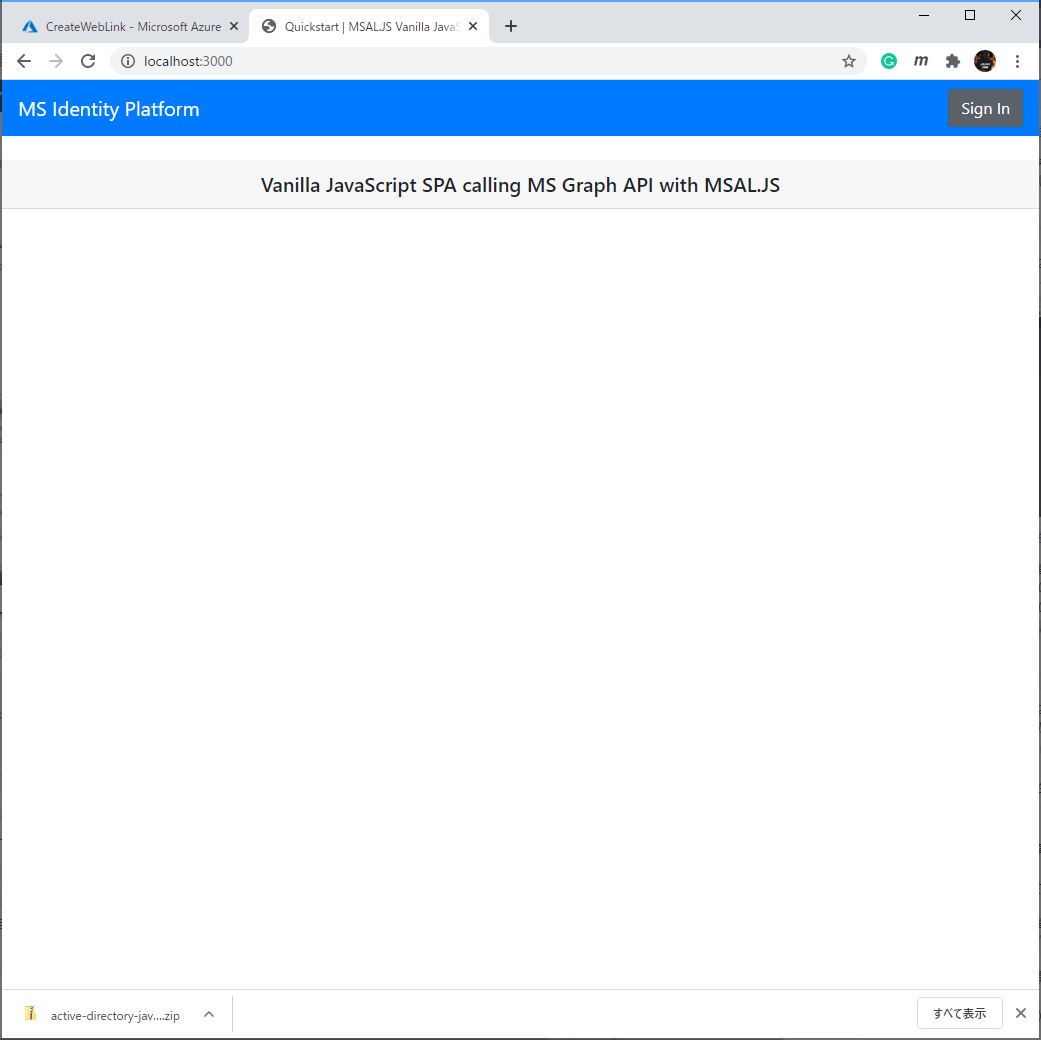 CreateWebLink - Microsoft Azure
Quickstart | MSAL.JS Vanilla JavaS
localhost:3000
MS Identity Platform
Sign In
Vanilla JavaScript SPA calling MS Graph API with MSAL.JS
active-directory-jav....zip
すべて表示